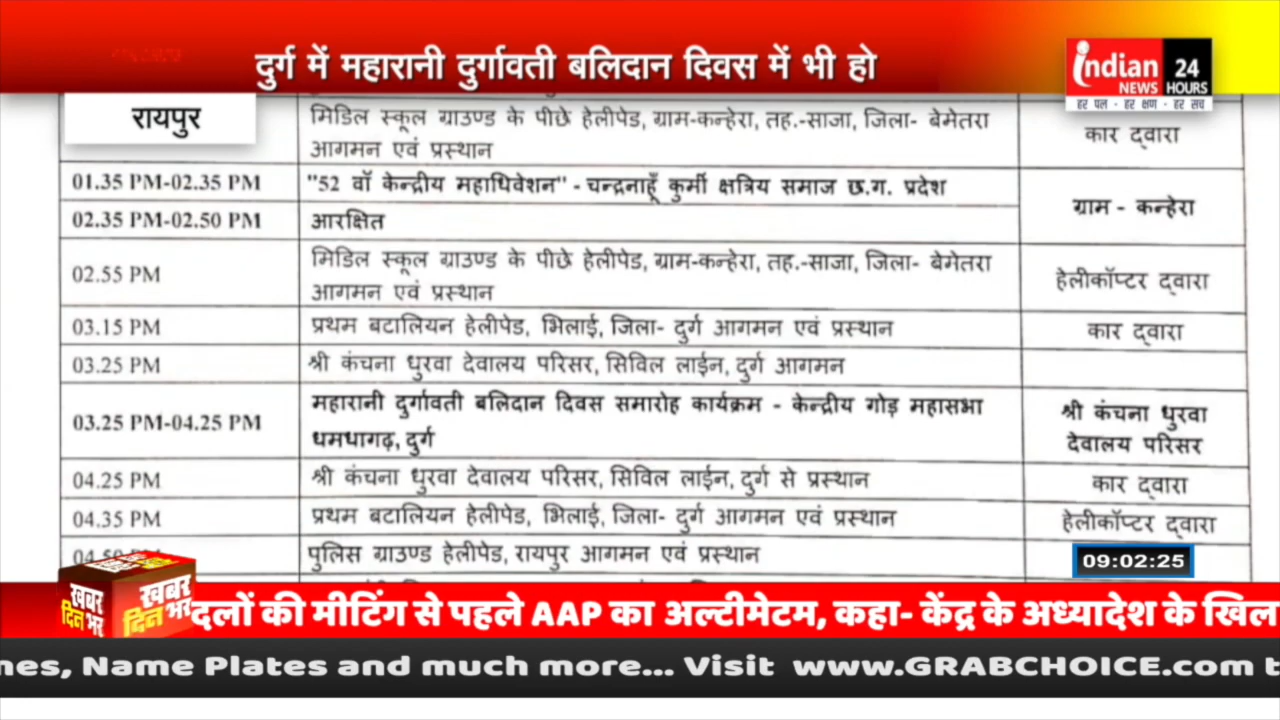 दुर्ग में महारानी दुर्गावती बलिदान दिवस में भी हो
indian NEWS 24 HOURS
हर पल · हर क्षण · हर सच
रायपुर
मिडिल स्कूल ग्राउण्ड के पीछे हेलीपेड, ग्राम-कन्हेरा, तह.-साजा, जिला- बेमेतरा
आगमन एवं प्रस्थान
कार द्वारा
01.35 PM-02.35 PM "52 वॉ केन्द्रीय महाधिवेशन" - चन्द्रनाहूँ कुर्मी क्षत्रिय समाज छ.ग. प्रदेश
ग्राम - कन्हेरा
02.35 PM-02.50 PM आरक्षित
02.55 PM
मिडिल स्कूल ग्राउण्ड के पीछे हेलीपेड, ग्राम-कन्हेरा, तह.-साजा, जिला- बेमेतरा
आगमन एवं प्रस्थान
हेलीकॉप्टर द्वारा
03.15 PM प्रथम बटालियन हेलीपेड, भिलाई, जिला- दुर्ग आगमन एवं प्रस्थान कार द्वारा
03.25 PM श्री कंचना धुरवा देवालय परिसर, सिविल लाईन, दुर्ग आगमन
03.25 PM-04.25 PM
महारानी दुर्गावती बलिदान दिवस समारोह कार्यक्रम - केन्द्रीय गोड़ महासभा
धमधागढ़, दुर्ग
श्री कंचना धुरवा
देवालय परिसर
04.25 PM श्री कंचना धुरवा देवालय परिसर, सिविल लाईन, दुर्ग से प्रस्थान कार द्वारा
04.35 PM प्रथम बटालियन हेलीपेड, भिलाई, जिला- दुर्ग आगमन एवं प्रस्थान हेलीकॉप्टर द्वारा
पुलिस ग्राउण्ड हेलीपेड, रायपुर आगमन एवं प्रस्थान
09:02:25
खबर दिन भर
खबर दिन भर
दलों की मीटिंग से पहले AAP का अल्टीमेटम, कहा- केंद्र के अध्यादेश के खिला
nes, Name Plates and much more... Visit www.GRABCHOICE.com t